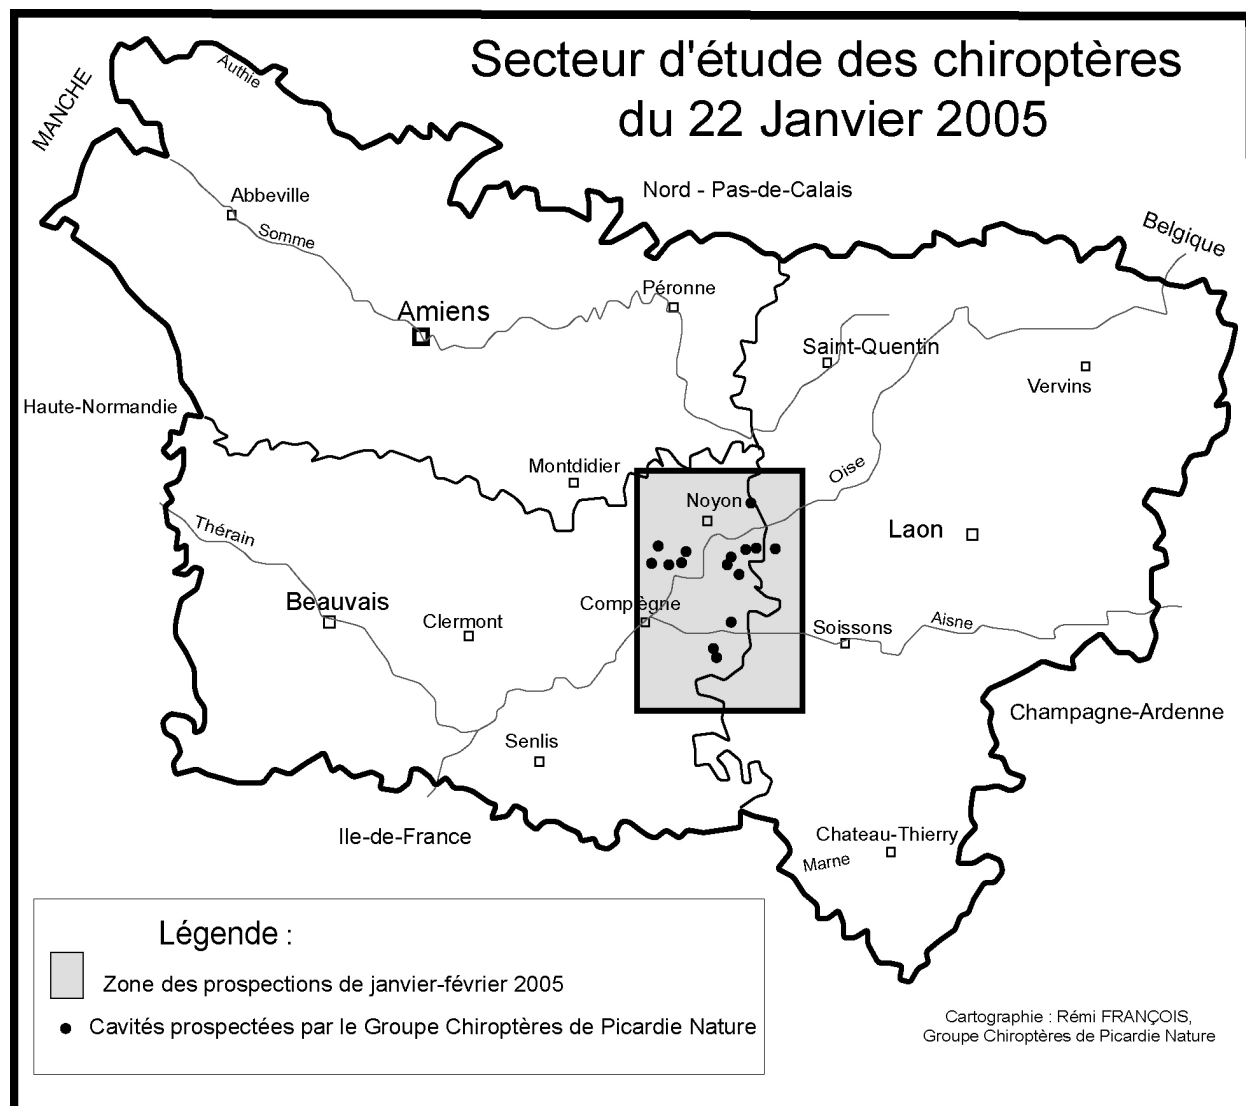 Secteur d'étude des chiroptères
du 22 Janvier 2005
MANCHE
Authie
Nord - Pas-de-Calais
Abbeville
Somme
Belgique
Péronne
Amiens
Saint-Quentin
Vervins
Haute-Normandie
Montdidier
Oise
Noyon
Thérain
Laon
Beauvais
Clermont
Compiègne
Soissons
Aisne
Champagne-Ardenne
Senlis
Ile-de-France
Chateau-Thierry
Marne
Légende :
Zone des prospections de janvier-février 2005
Cavités prospectées par le Groupe Chiroptères de Picardie Nature
Cartographie : Rémi FRANÇOIS,
Groupe Chiroptères de Picardie Nature